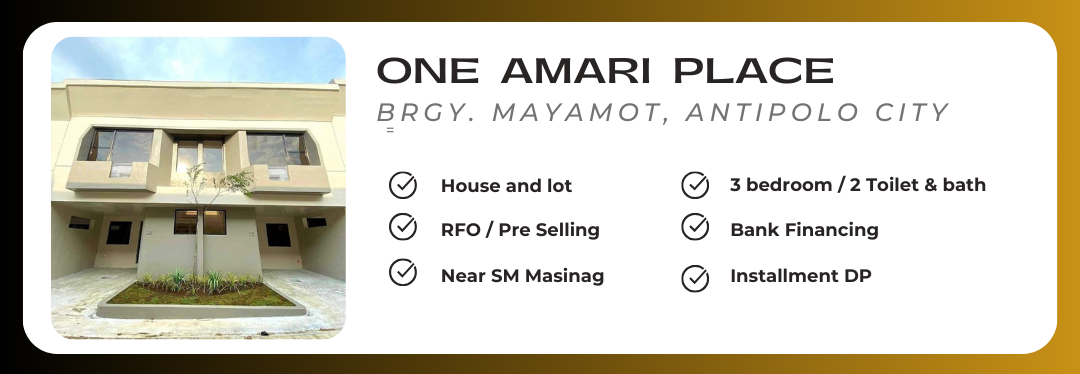 ONE AMARI PLACE
BRGY. MAYAMOT, ANTIPOLO CITY
=
House and lot
RFO / Pre Selling
Near SM Masinag
3 bedroom / 2 Toilet & bath
Bank Financing
Installment DP